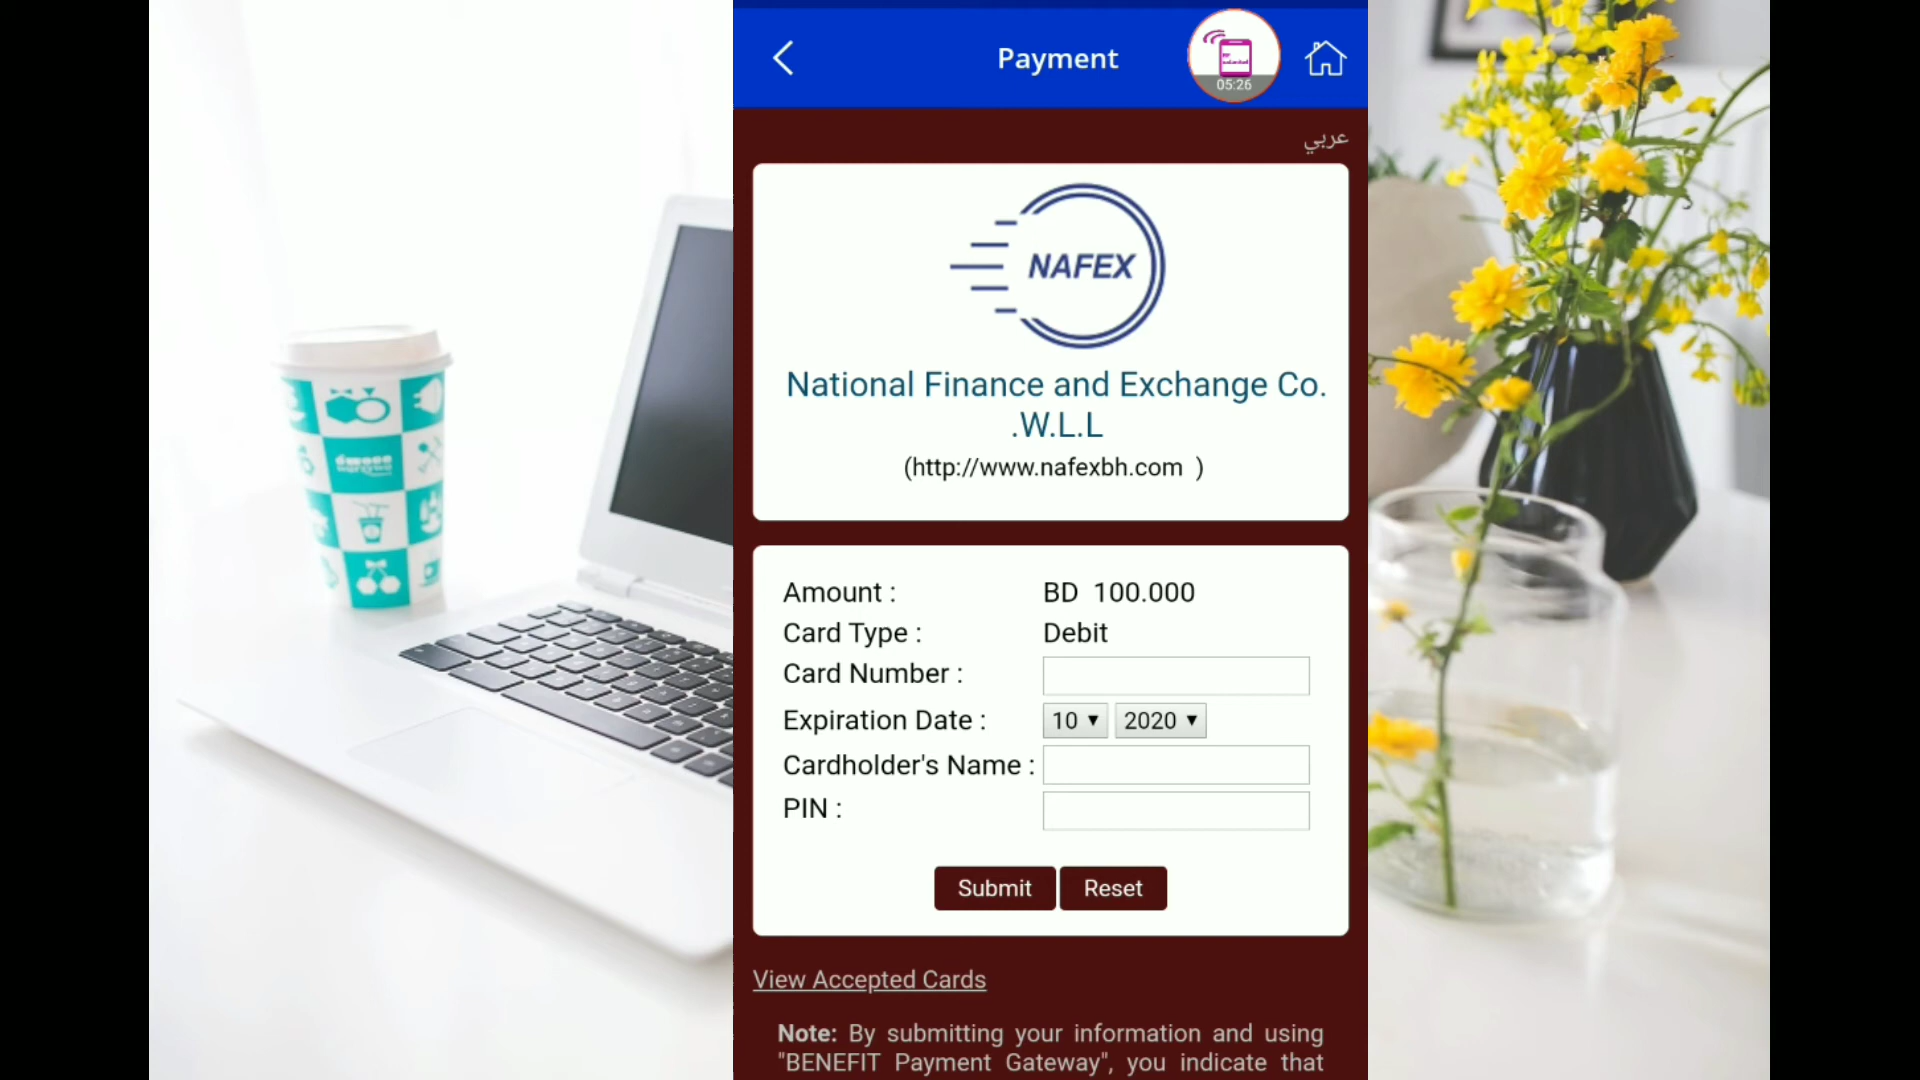 Payment
05:26
عربي
NAFEX
National Finance and Exchange Co.
.W.L.L
(http://www.nafexbh.com )
Amount : BD 100.000
Card Type : Debit
Card Number :
Expiration Date : 10 ▼ 2020 ▼
Cardholder's Name :
PIN :
Submit Reset
View Accepted Cards
Note: By submitting your information and using
"BENEFIT Payment Gateway", you indicate that